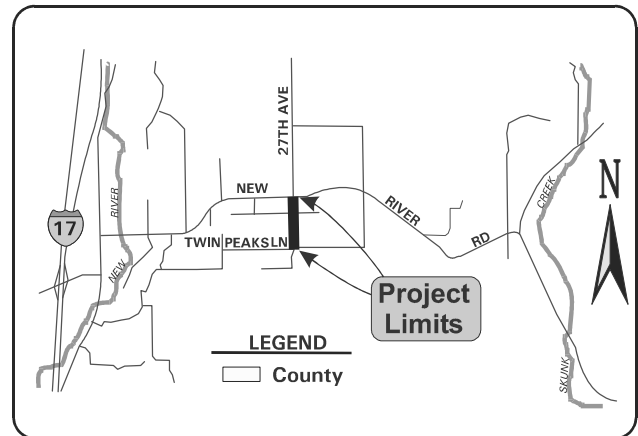 27TH AVE
N
NEW
RIVER
RD
CREEK
RIVER
17
TWIN PEAKS LN
NEW
Project
Limits
LEGEND
County
SKUNK